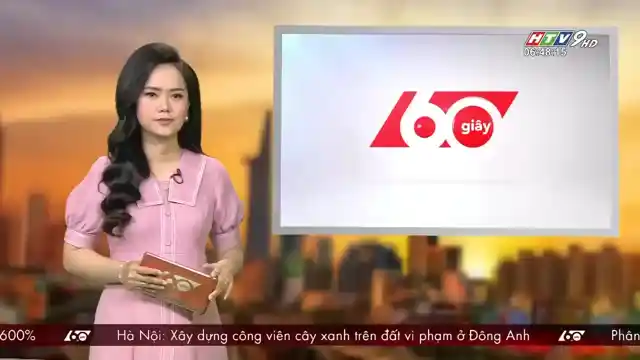 HTV9 HD
06:48:15
60 giây
600%
60
Hà Nội: Xây dựng công viên cây xanh trên đất vi phạm ở Đông Anh
60
Phân